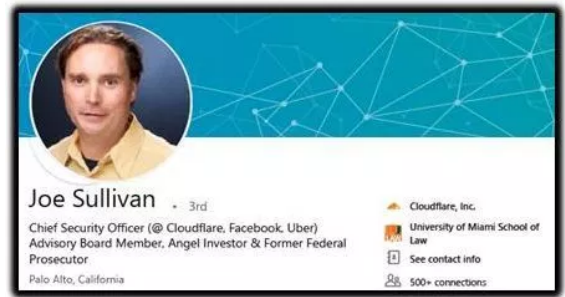 Joe Sullivan · 3rd
Chief Security Officer (@ Cloudflare, Facebook, Uber)
Advisory Board Member, Angel Investor & Former Federal
Prosecutor
Palo Alto, California
Cloudflare, Inc.
University of Miami School of
Law
See contact info
500+ connections